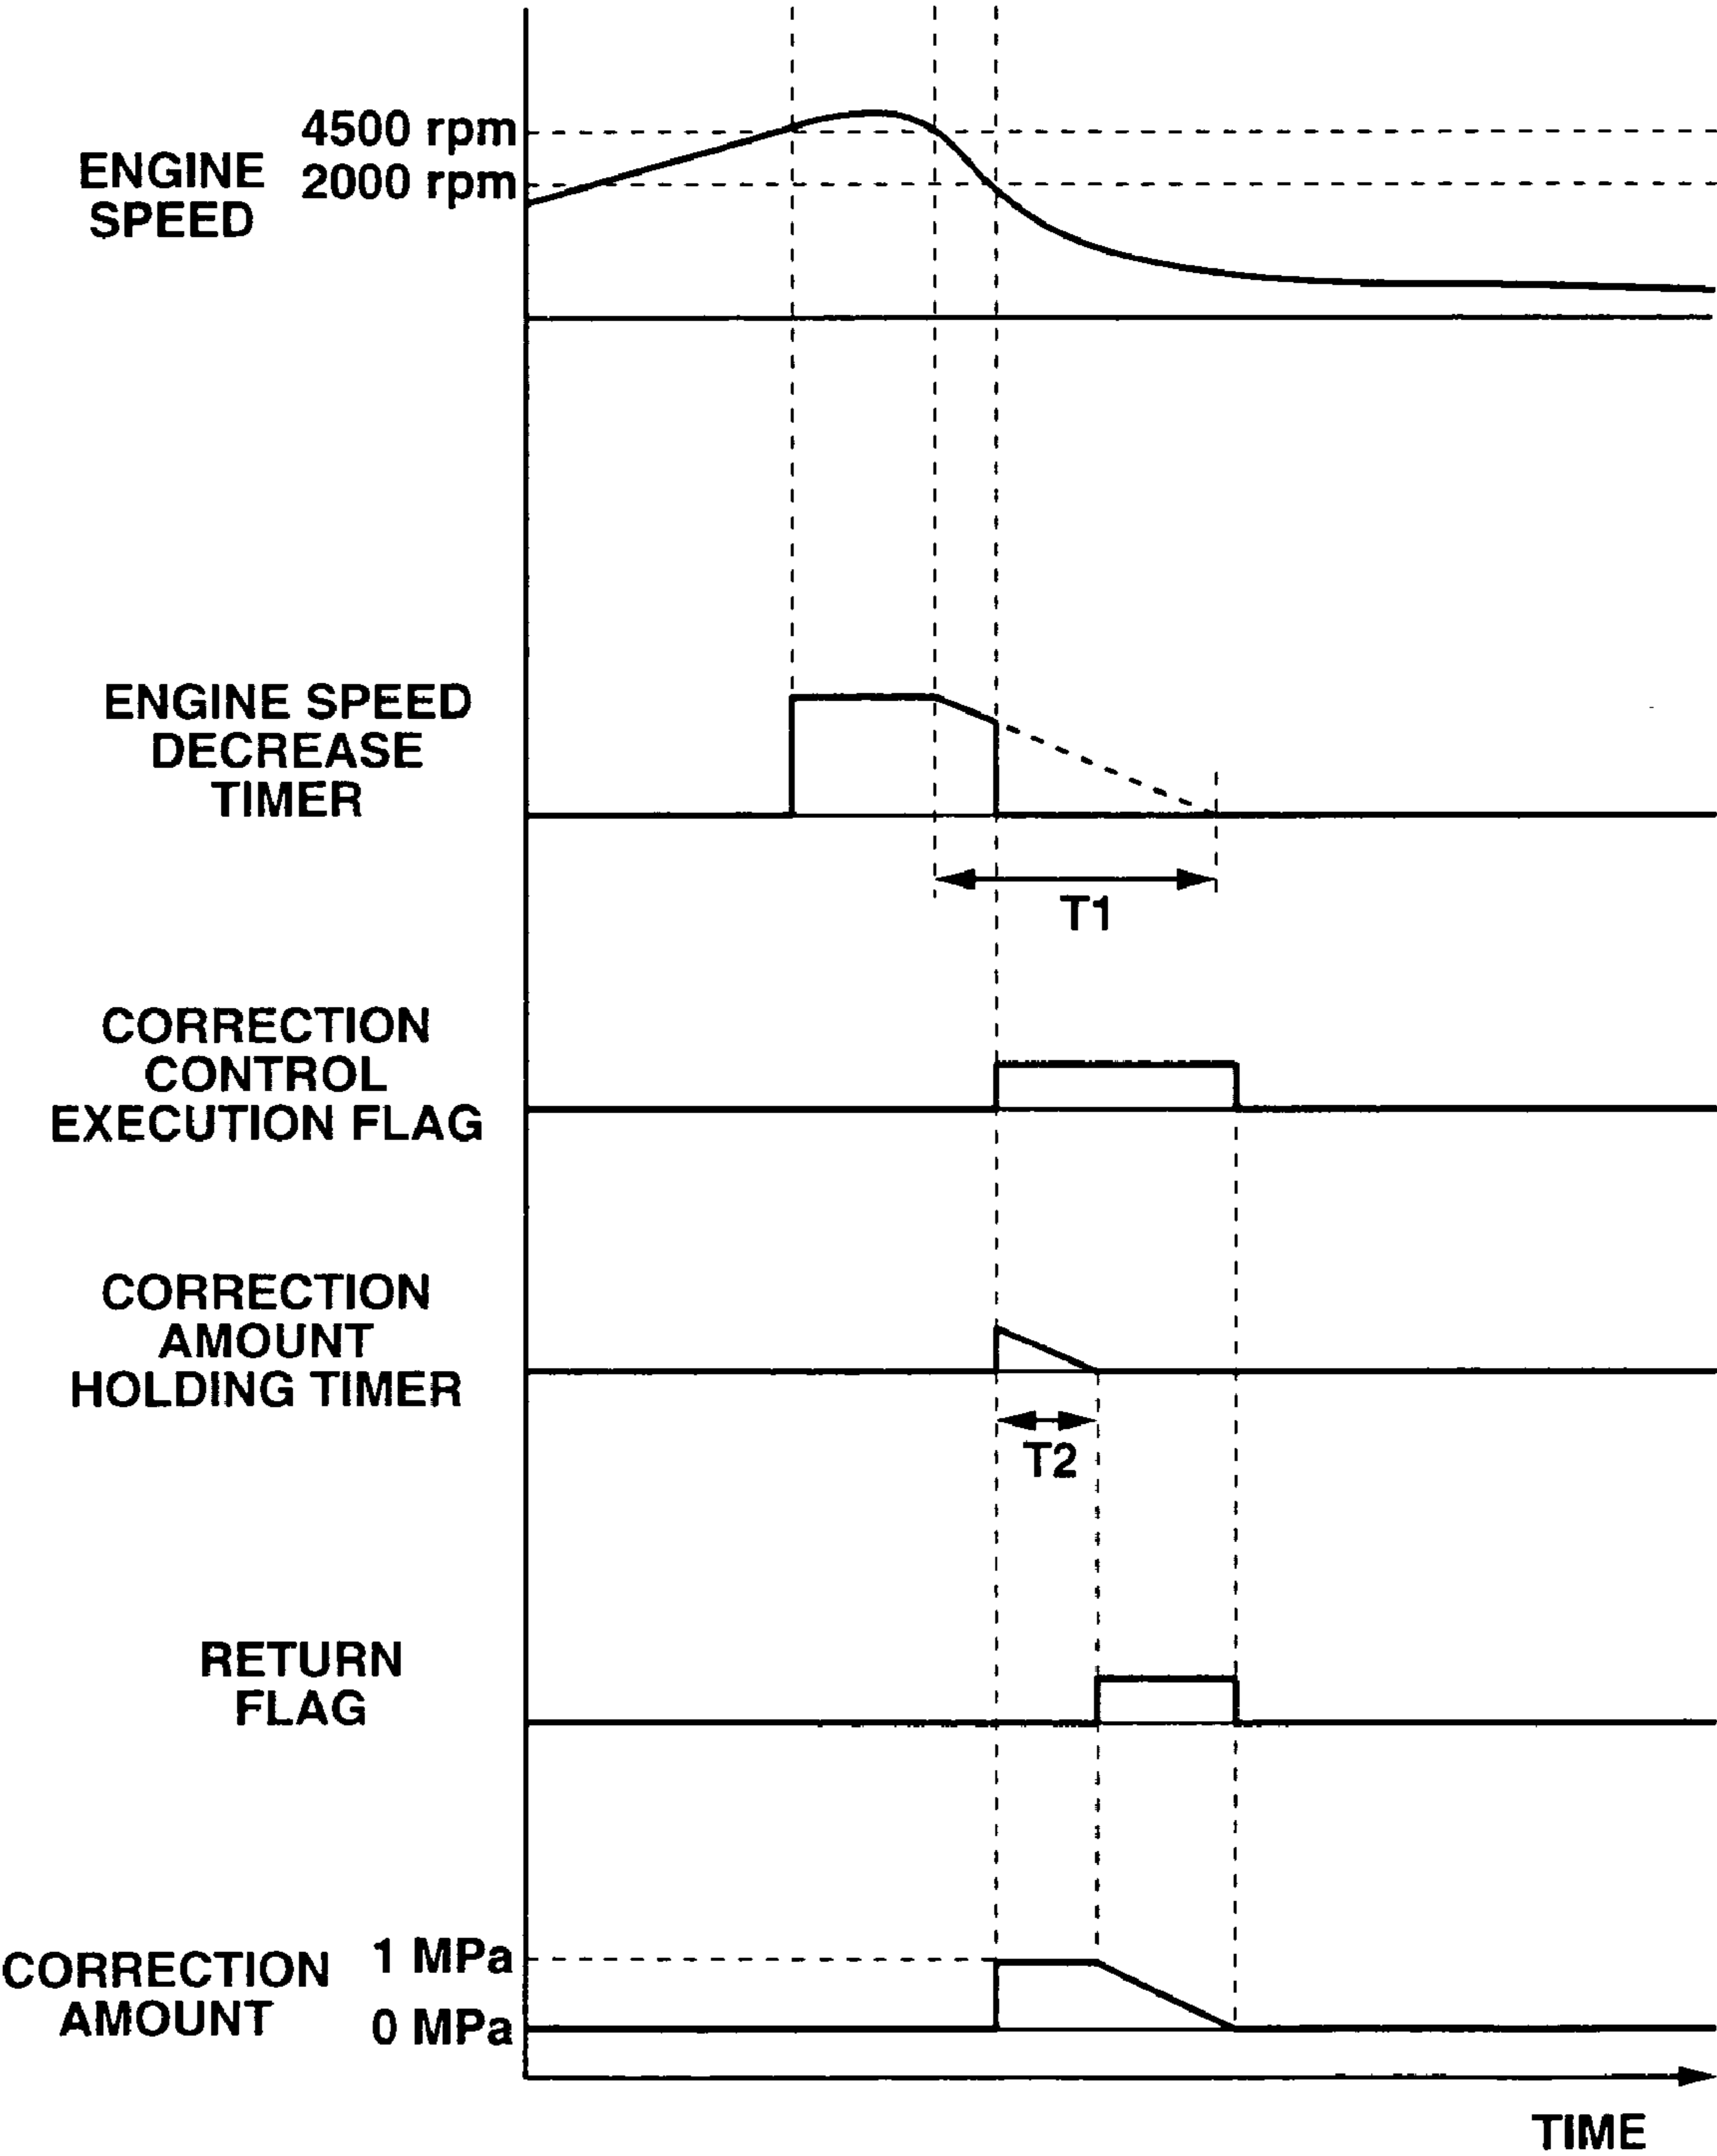 4500 rpm
ENGINE
SPEED
2000 rpm
ENGINE SPEED
DECREASE
TIMER
T1
CORRECTION
CONTROL
EXECUTION FLAG
CORRECTION
AMOUNT
HOLDING TIMER
T2
RETURN
FLAG
CORRECTION
AMOUNT
1 MPa
0 MPa
TIME